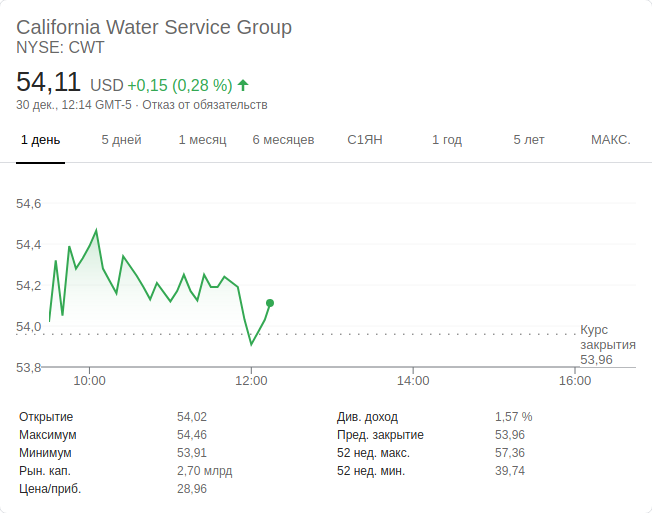 California Water Service Group
NYSE: CWT
54,11 USD +0,15 (0,28 %)
30 дек., 12:14 GMT-5 · Отказ от обязательств
1 день 5 дней 1 месяц 6 месяцев С1ЯН 1 год 5 лет МАКС.
54,6
54,4
54,2
54,0
53,8
Курс
закрытия
53,96
10:00 12:00 14:00 16:00
Открытие 54,02
Максимум 54,46
Минимум 53,91
Рын. кап. 2,70 млрд
Цена/приб. 28,96
Див. доход 1,57 %
Пред. закрытие 53,96
52 нед. макс. 57,36
52 нед. мин. 39,74